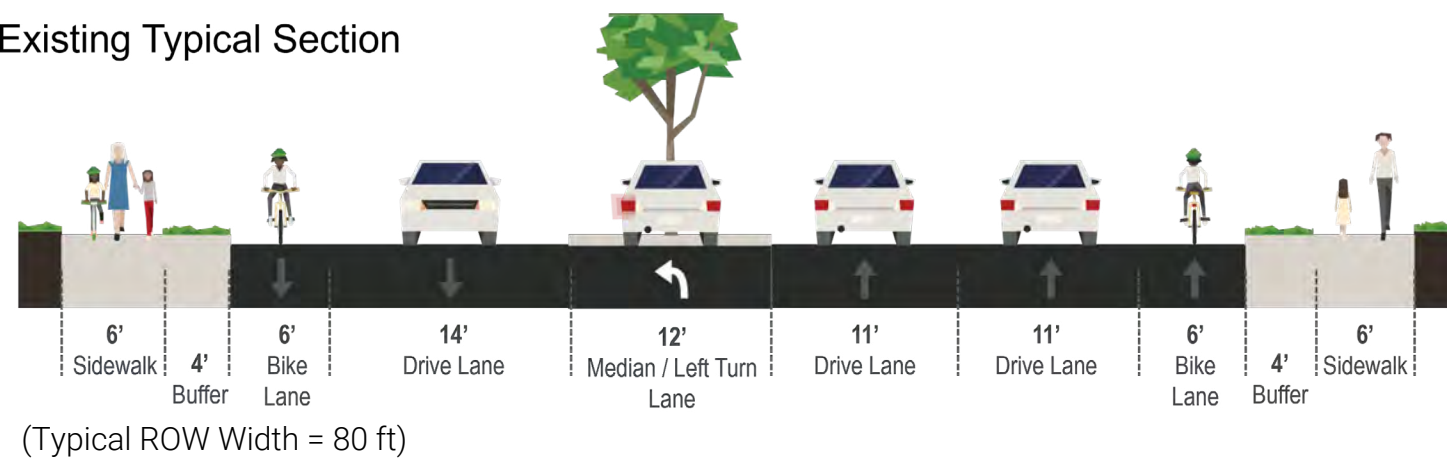 Existing Typical Section
6’
Sidewalk
4’
Buffer
6’
Bike
Lane
14’
Drive Lane
12’
Median / Left Turn
Lane
11’
Drive Lane
11’
Drive Lane
6’
Bike
Lane
4’
Buffer
6’
Sidewalk
(Typical ROW Width = 80 ft)